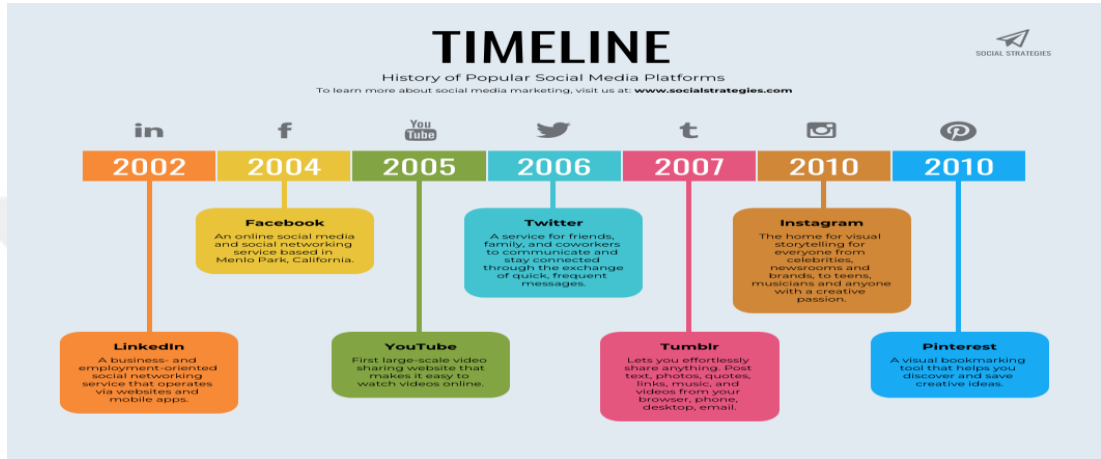 TIMELINE
History of Popular Social Media Platforms
To learn more about social media marketing, visit us at: www.socialstrategies.com
SOCIAL STRATEGIES
in
f
You
Tube
t
2002
2004
2005
2006
2007
2010
2010
Facebook
An online social media
and social networking
service based in
Menlo Park, California.
Twitter
A service for friends,
family, and coworkers
to communicate and
stay connected
through the exchange
of quick, frequent
messages.
Instagram
The home for visual
storytelling for
everyone from
celebrities,
newsrooms and
brands, to teens,
musicians and anyone
with a creative
passion.
LinkedIn
A business- and
employment-oriented
social networking
service that operates
via websites and
mobile apps.
YouTube
First large-scale video
sharing website that
makes it easy to
watch videos online.
Tumblr
Lets you effortlessly
share anything. Post
text, photos, quotes,
links, music, and
videos from your
browser, phone,
desktop, email.
Pinterest
A visual bookmarking
tool that helps you
discover and save
creative ideas.